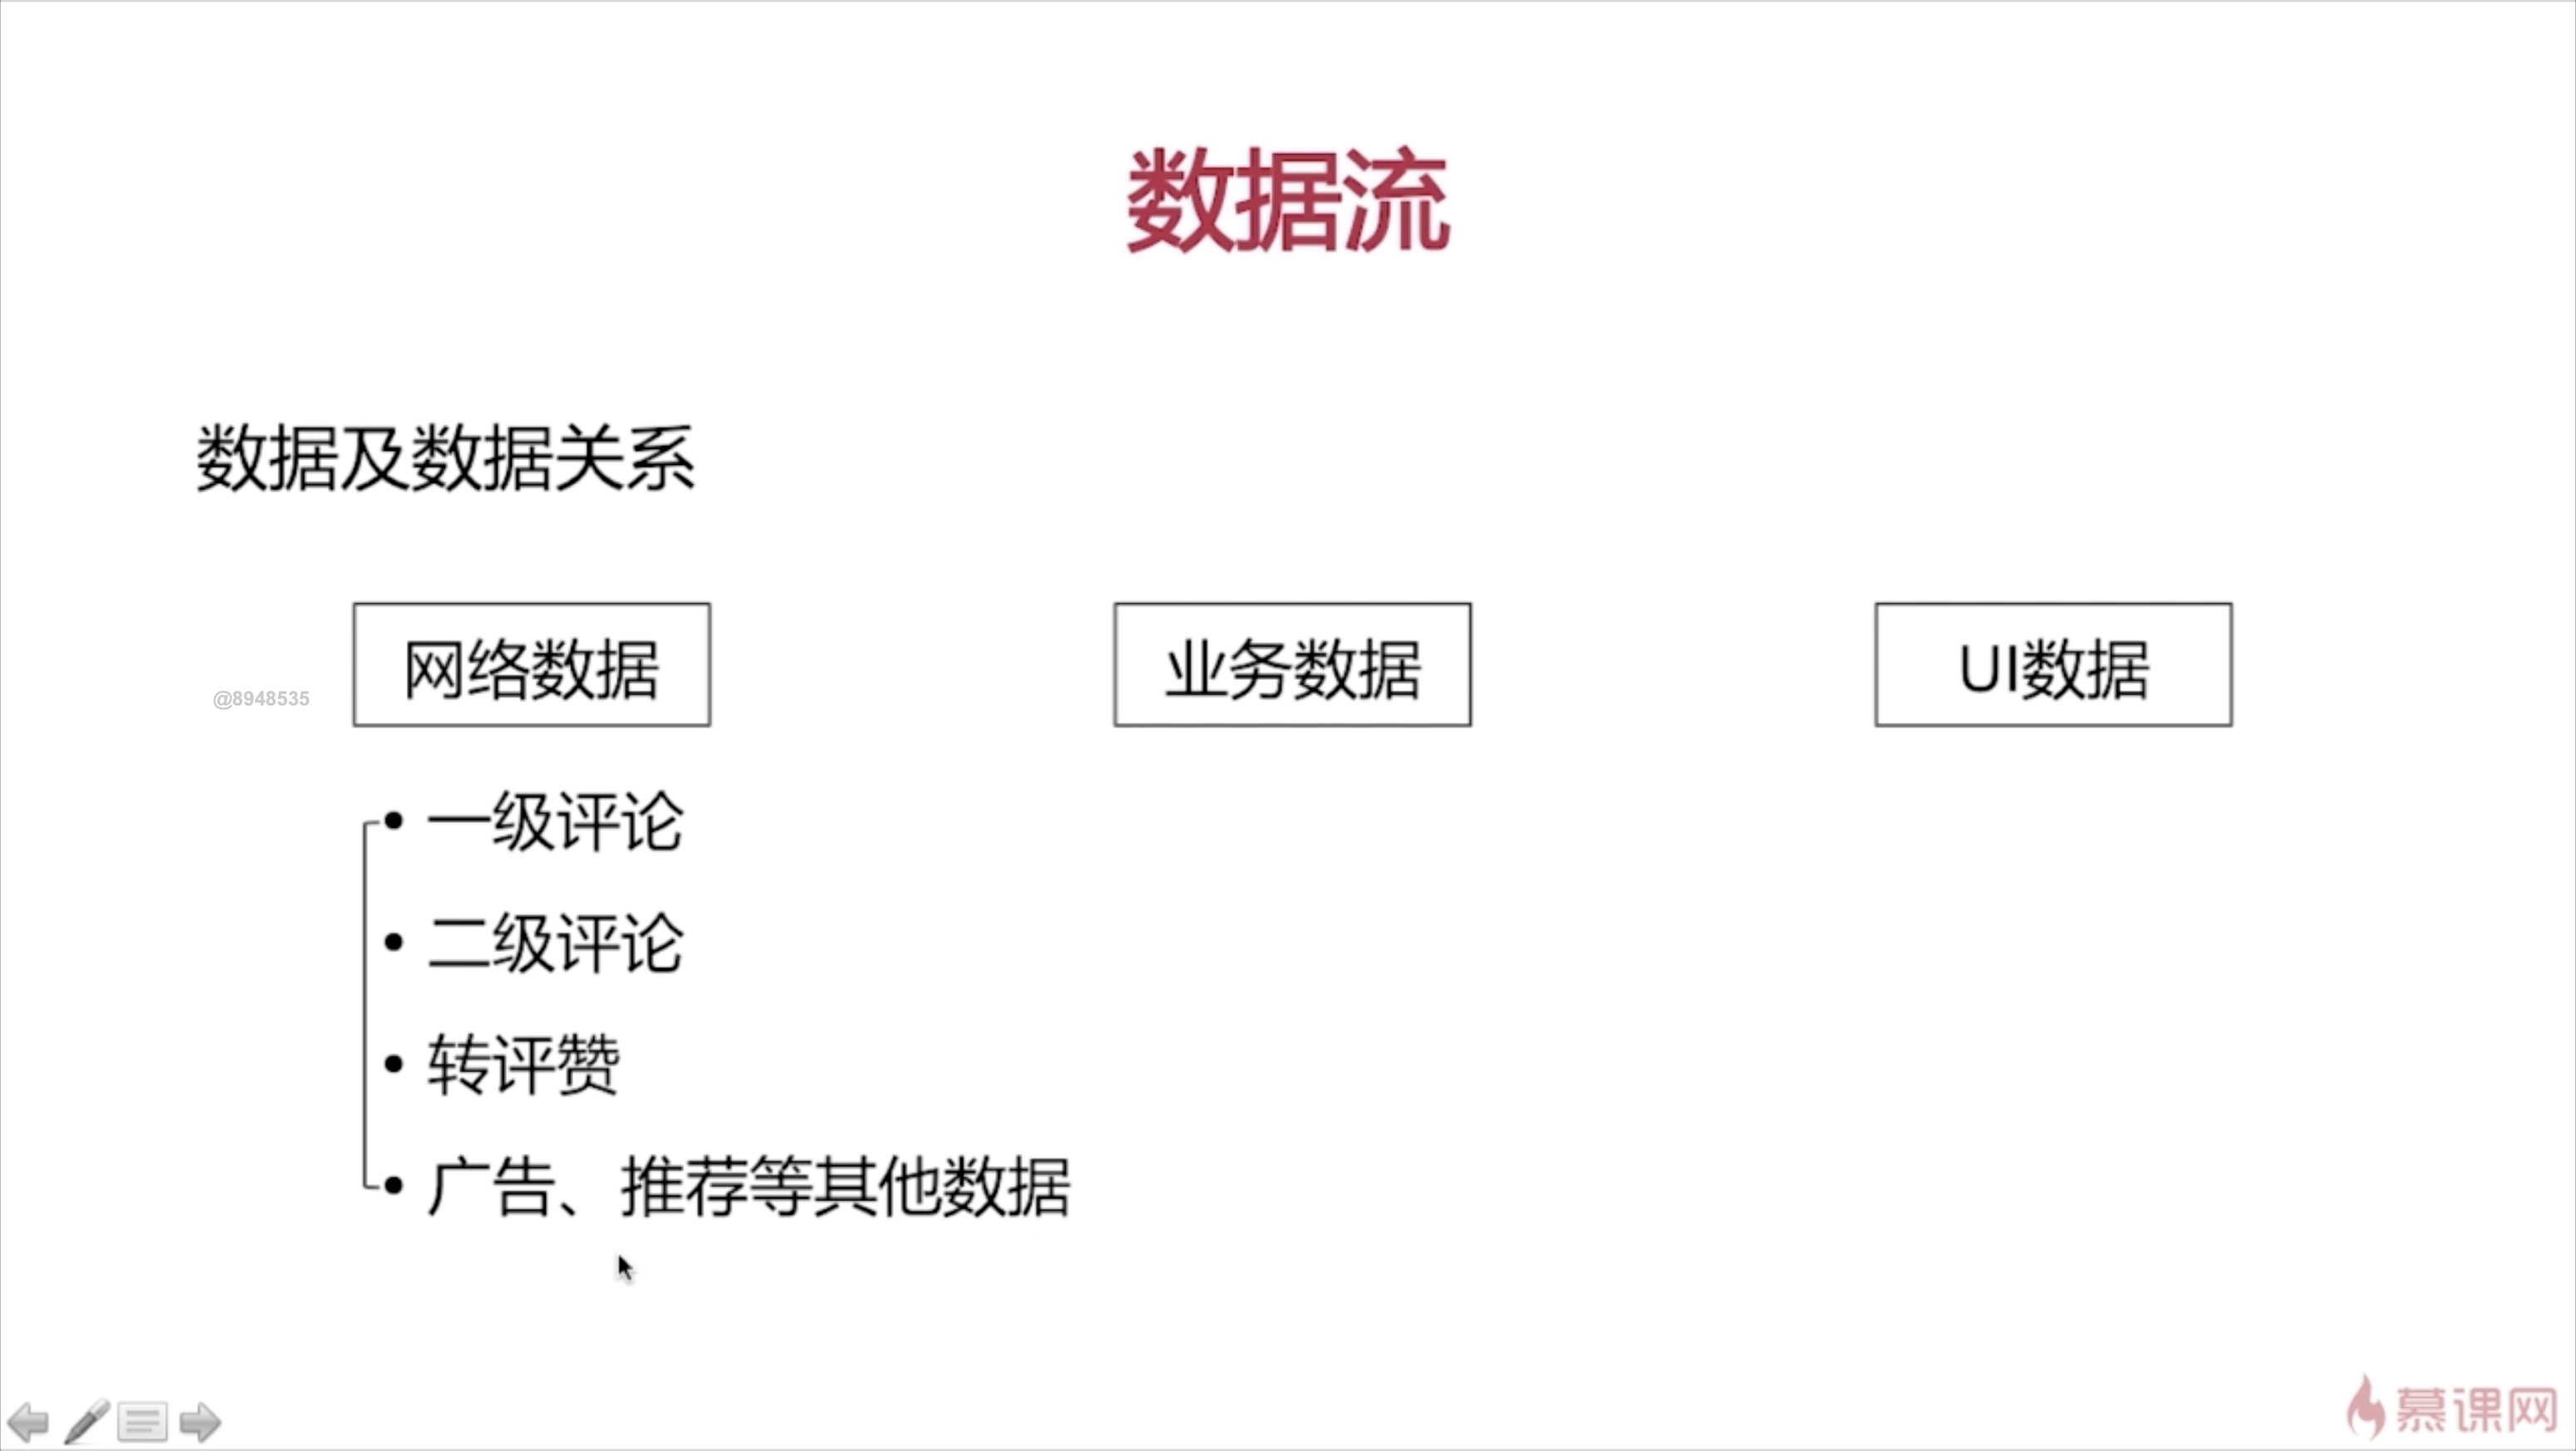 数据流
数据及数据关系
网络数据
业务数据
UI数据
@8948535
• 一级评论
• 二级评论
• 转评赞
• 广告、推荐等其他数据
慕课网